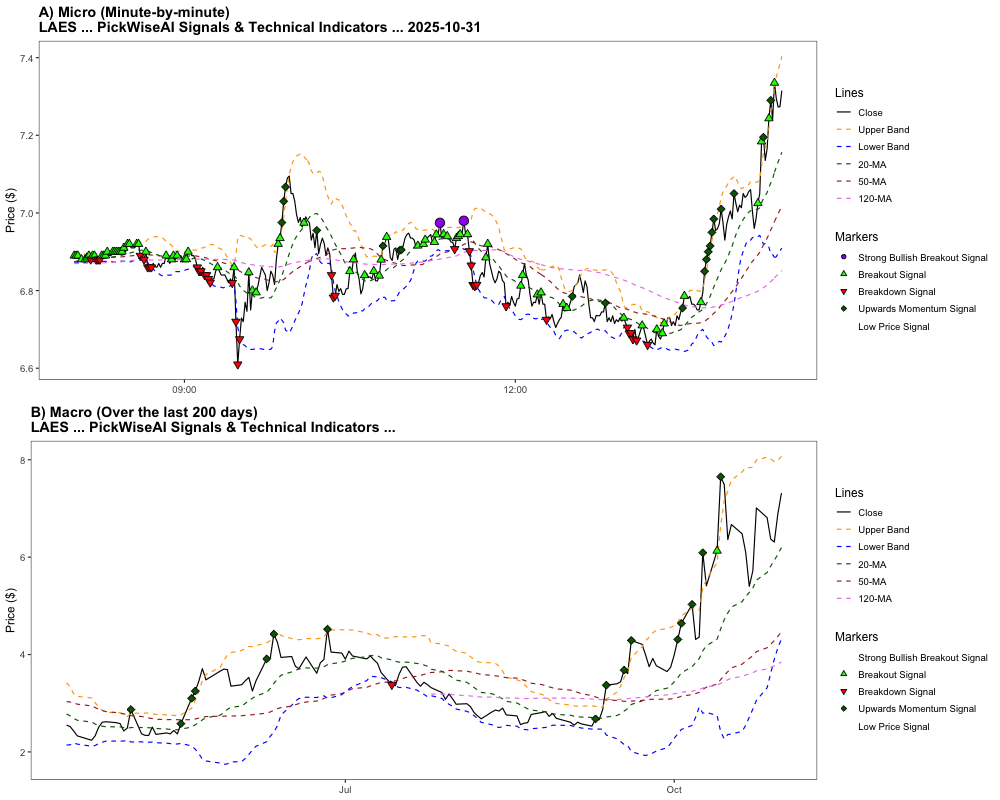 A) Micro (Minute-by-minute)
LAES ... PickWiseAI Signals & Technical Indicators ... 2025-10-31
Price ($)
7.4
7.2
7.0
6.8
6.6
09:00
12:00
Lines
Close
Upper Band
Lower Band
20-MA
50-MA
120-MA
Markers
Strong Bullish Breakout Signal
Breakout Signal
Breakdown Signal
Upwards Momentum Signal
Low Price Signal
B) Macro (Over the last 200 days)
LAES ... PickWiseAI Signals & Technical Indicators ...
Price ($)
8
6
4
2
Jul
Oct
Lines
Close
Upper Band
Lower Band
20-MA
50-MA
120-MA
Markers
Strong Bullish Breakout Signal
Breakout Signal
Breakdown Signal
Upwards Momentum Signal
Low Price Signal